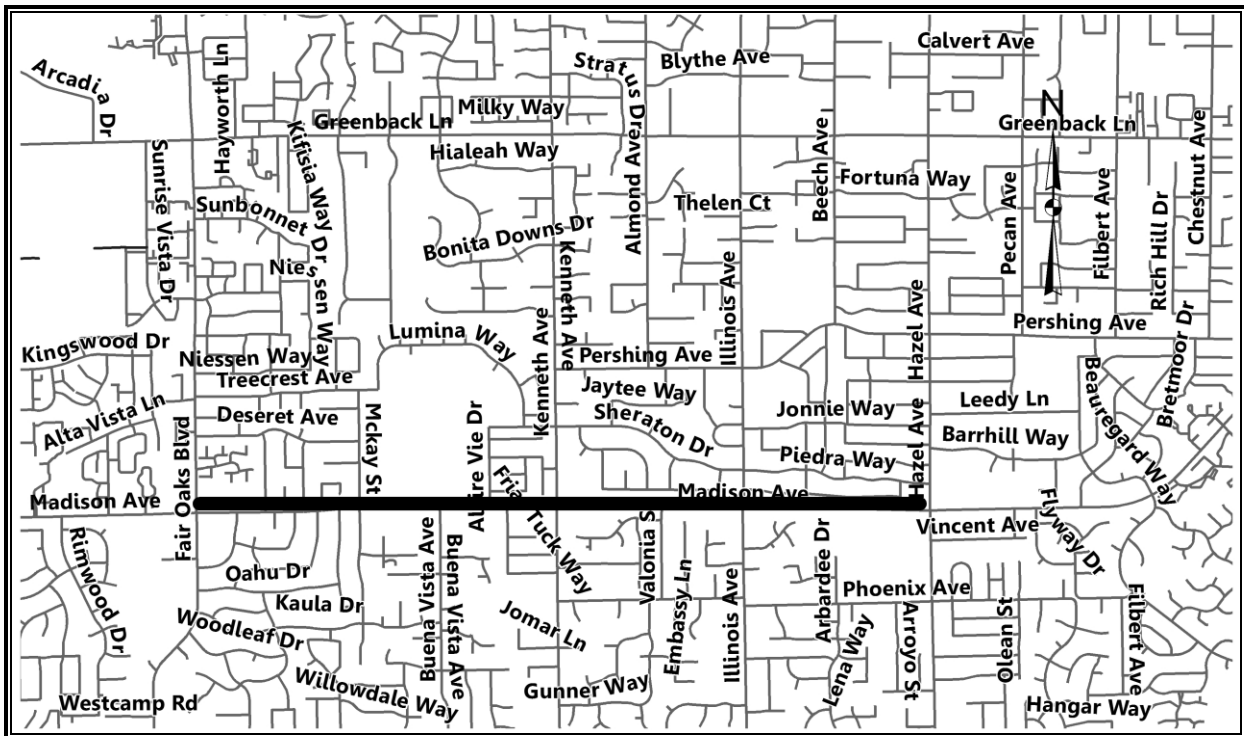 Calvert Ave
Blythe Ave
Stratus Dr
Arcadia Dr
Hayworth Ln
Milky Way
Greenback Ln
Greenback Ln
N
Kifisia Way
Hialeah Way
Sunrise Vista Dr
Almond Ave
Beech Ave
Chestnut Ave
Fortuna Way
Thelen Ct
Pecan Ave
Filbert Ave
Rich Hill Dr
Sunbonnet Dr
Bonita Downs Dr
Kenneth Ave
Niessen Way
Illinois Ave
Hazel Ave
Pershing Ave
Lumina Way
Kingswood Dr
Niessen Way
Kenneth Ave
Pershing Ave
Bretmoor Dr
Treecrest Ave
Jaytee Way
Beauregard Way
Leedy Ln
Alta Vista Ln
Deseret Ave
Mckay St
Allure Vie Dr
Sheraton Dr
Jonnie Way
Hazel Ave
Barrhill Way
Piedra Way
Fair Oaks Blvd
Madison Ave
Madison Ave
Tuck Way
Vincent Ave
Flyway Dr
Rimwood Dr
Buena Vista Ave
Buena Vista Ave
Valonia S
Arbardee Dr
Oahu Dr
Embassy Ln
Illinois Ave
Phoenix Ave
Kaula Dr
Jomar Ln
Arroyo St
Olean St
Filbert Ave
Woodleaf Dr
Lena Way
Willowdale Way
Gunner Way
Westcamp Rd
Hangar Way